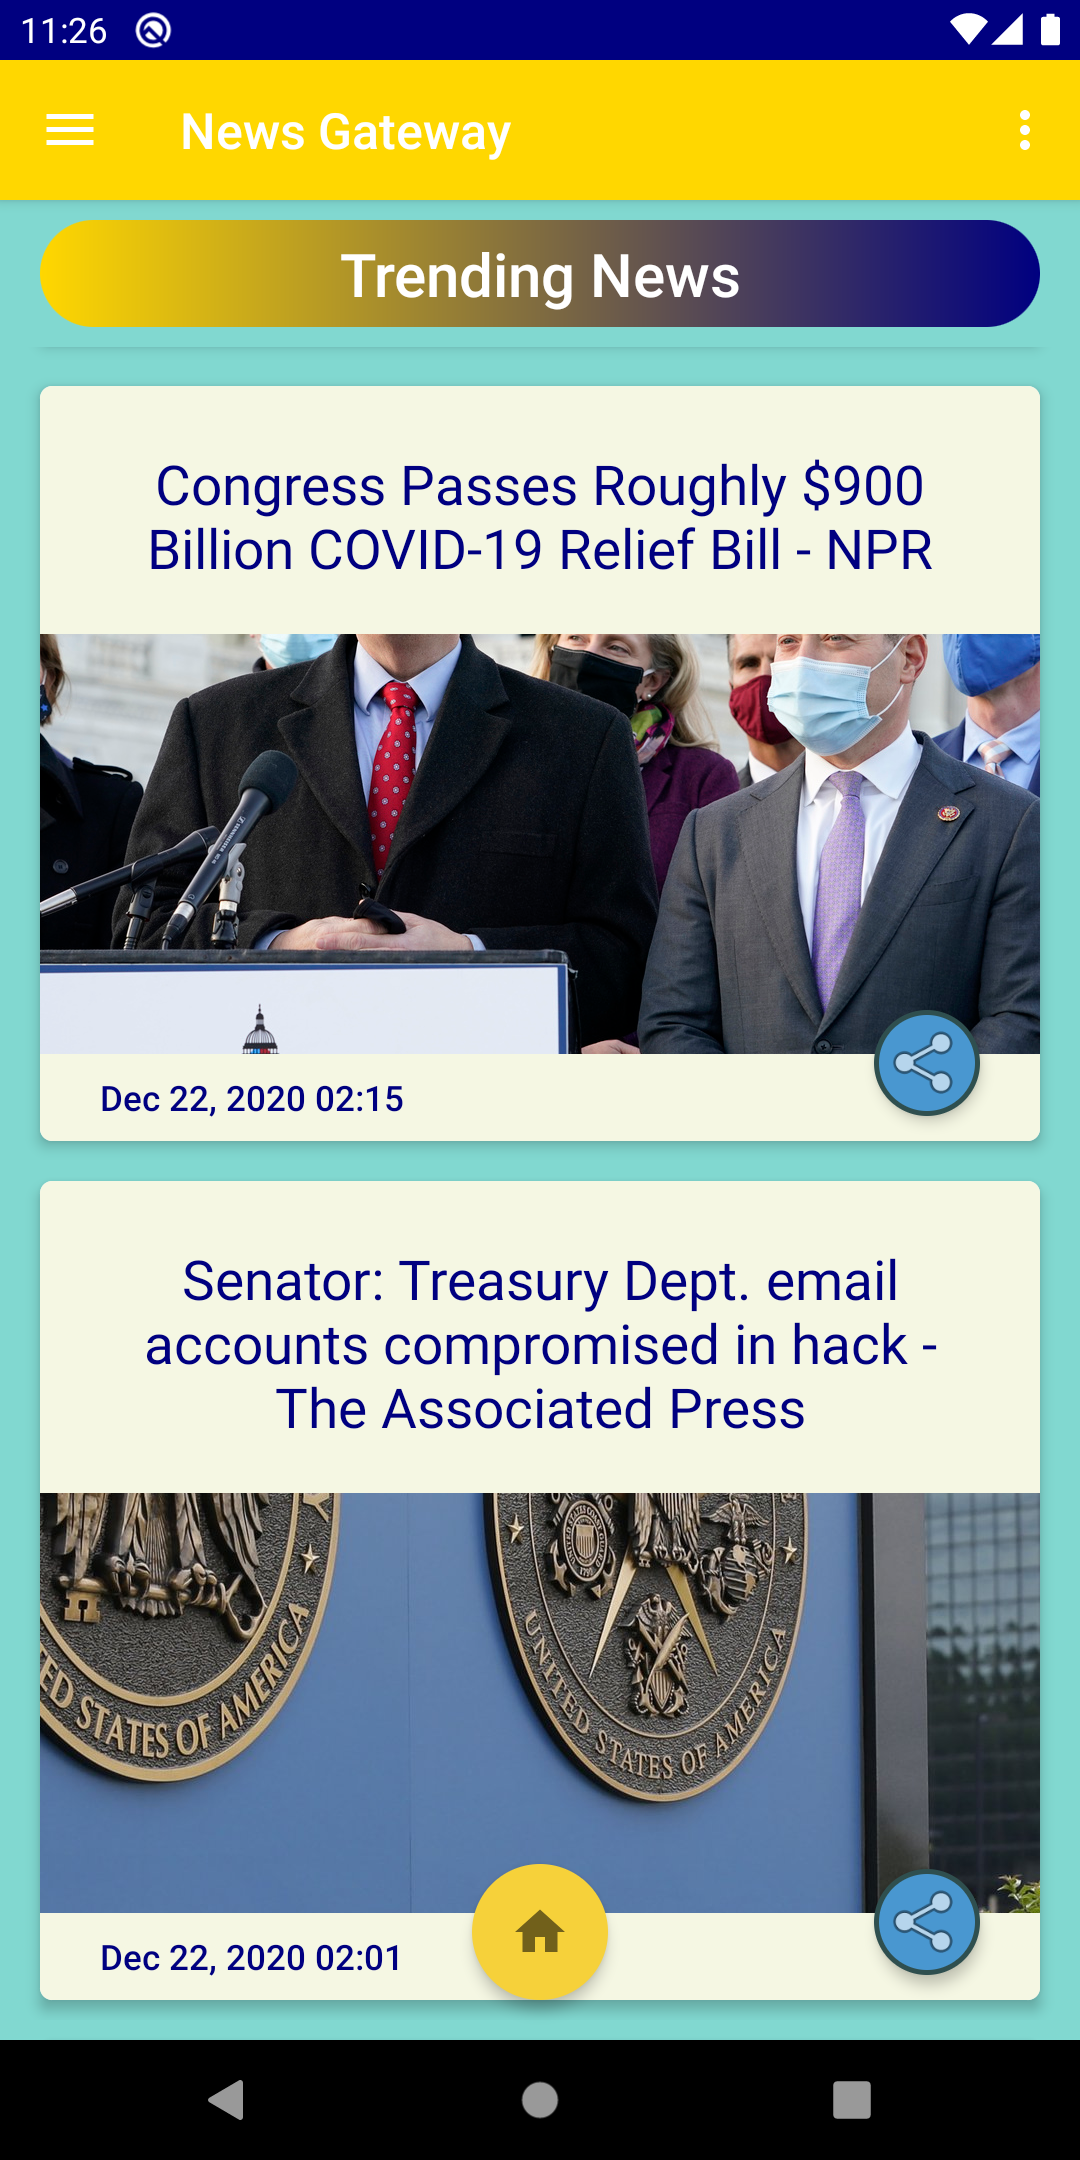 11:26
News Gateway
Trending News
Congress Passes Roughly $900
Billion COVID-19 Relief Bill - NPR
Dec 22, 2020 02:15
Senator: Treasury Dept. email
accounts compromised in hack -
The Associated Press
ED STATES OF AMERICA
UNITED STATES OF AMERICA
Dec 22, 2020 02:01